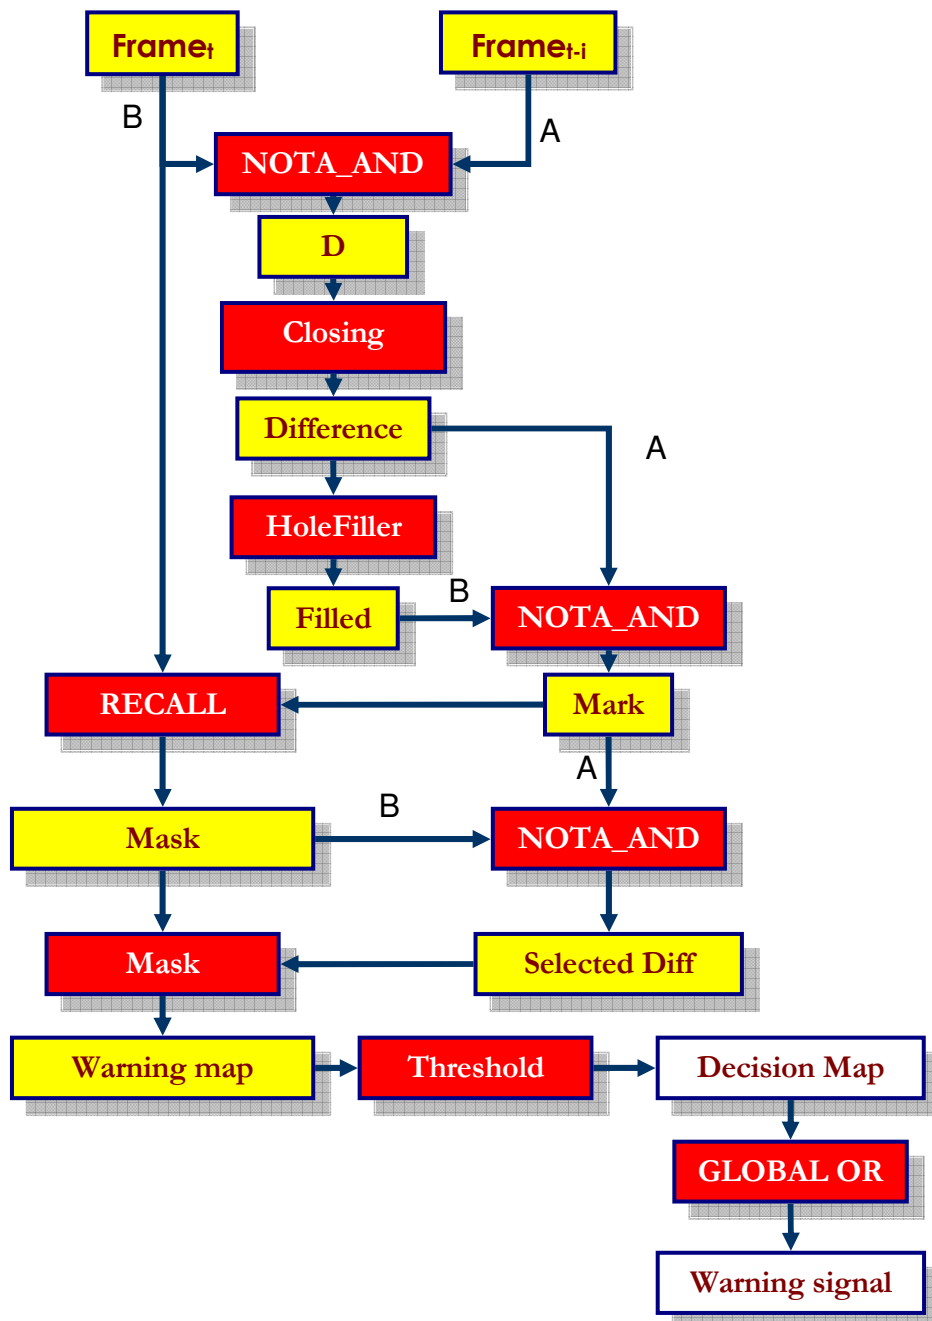 Frameₜ
Frameₜ₋ᵢ
B
A
NOTA_AND
D
Closing
Difference
A
HoleFiller
B
Filled
NOTA_AND
RECALL
Mark
A
B
Mask
NOTA_AND
Mask
Selected Diff
Warning map
Threshold
Decision Map
GLOBAL OR
Warning signal